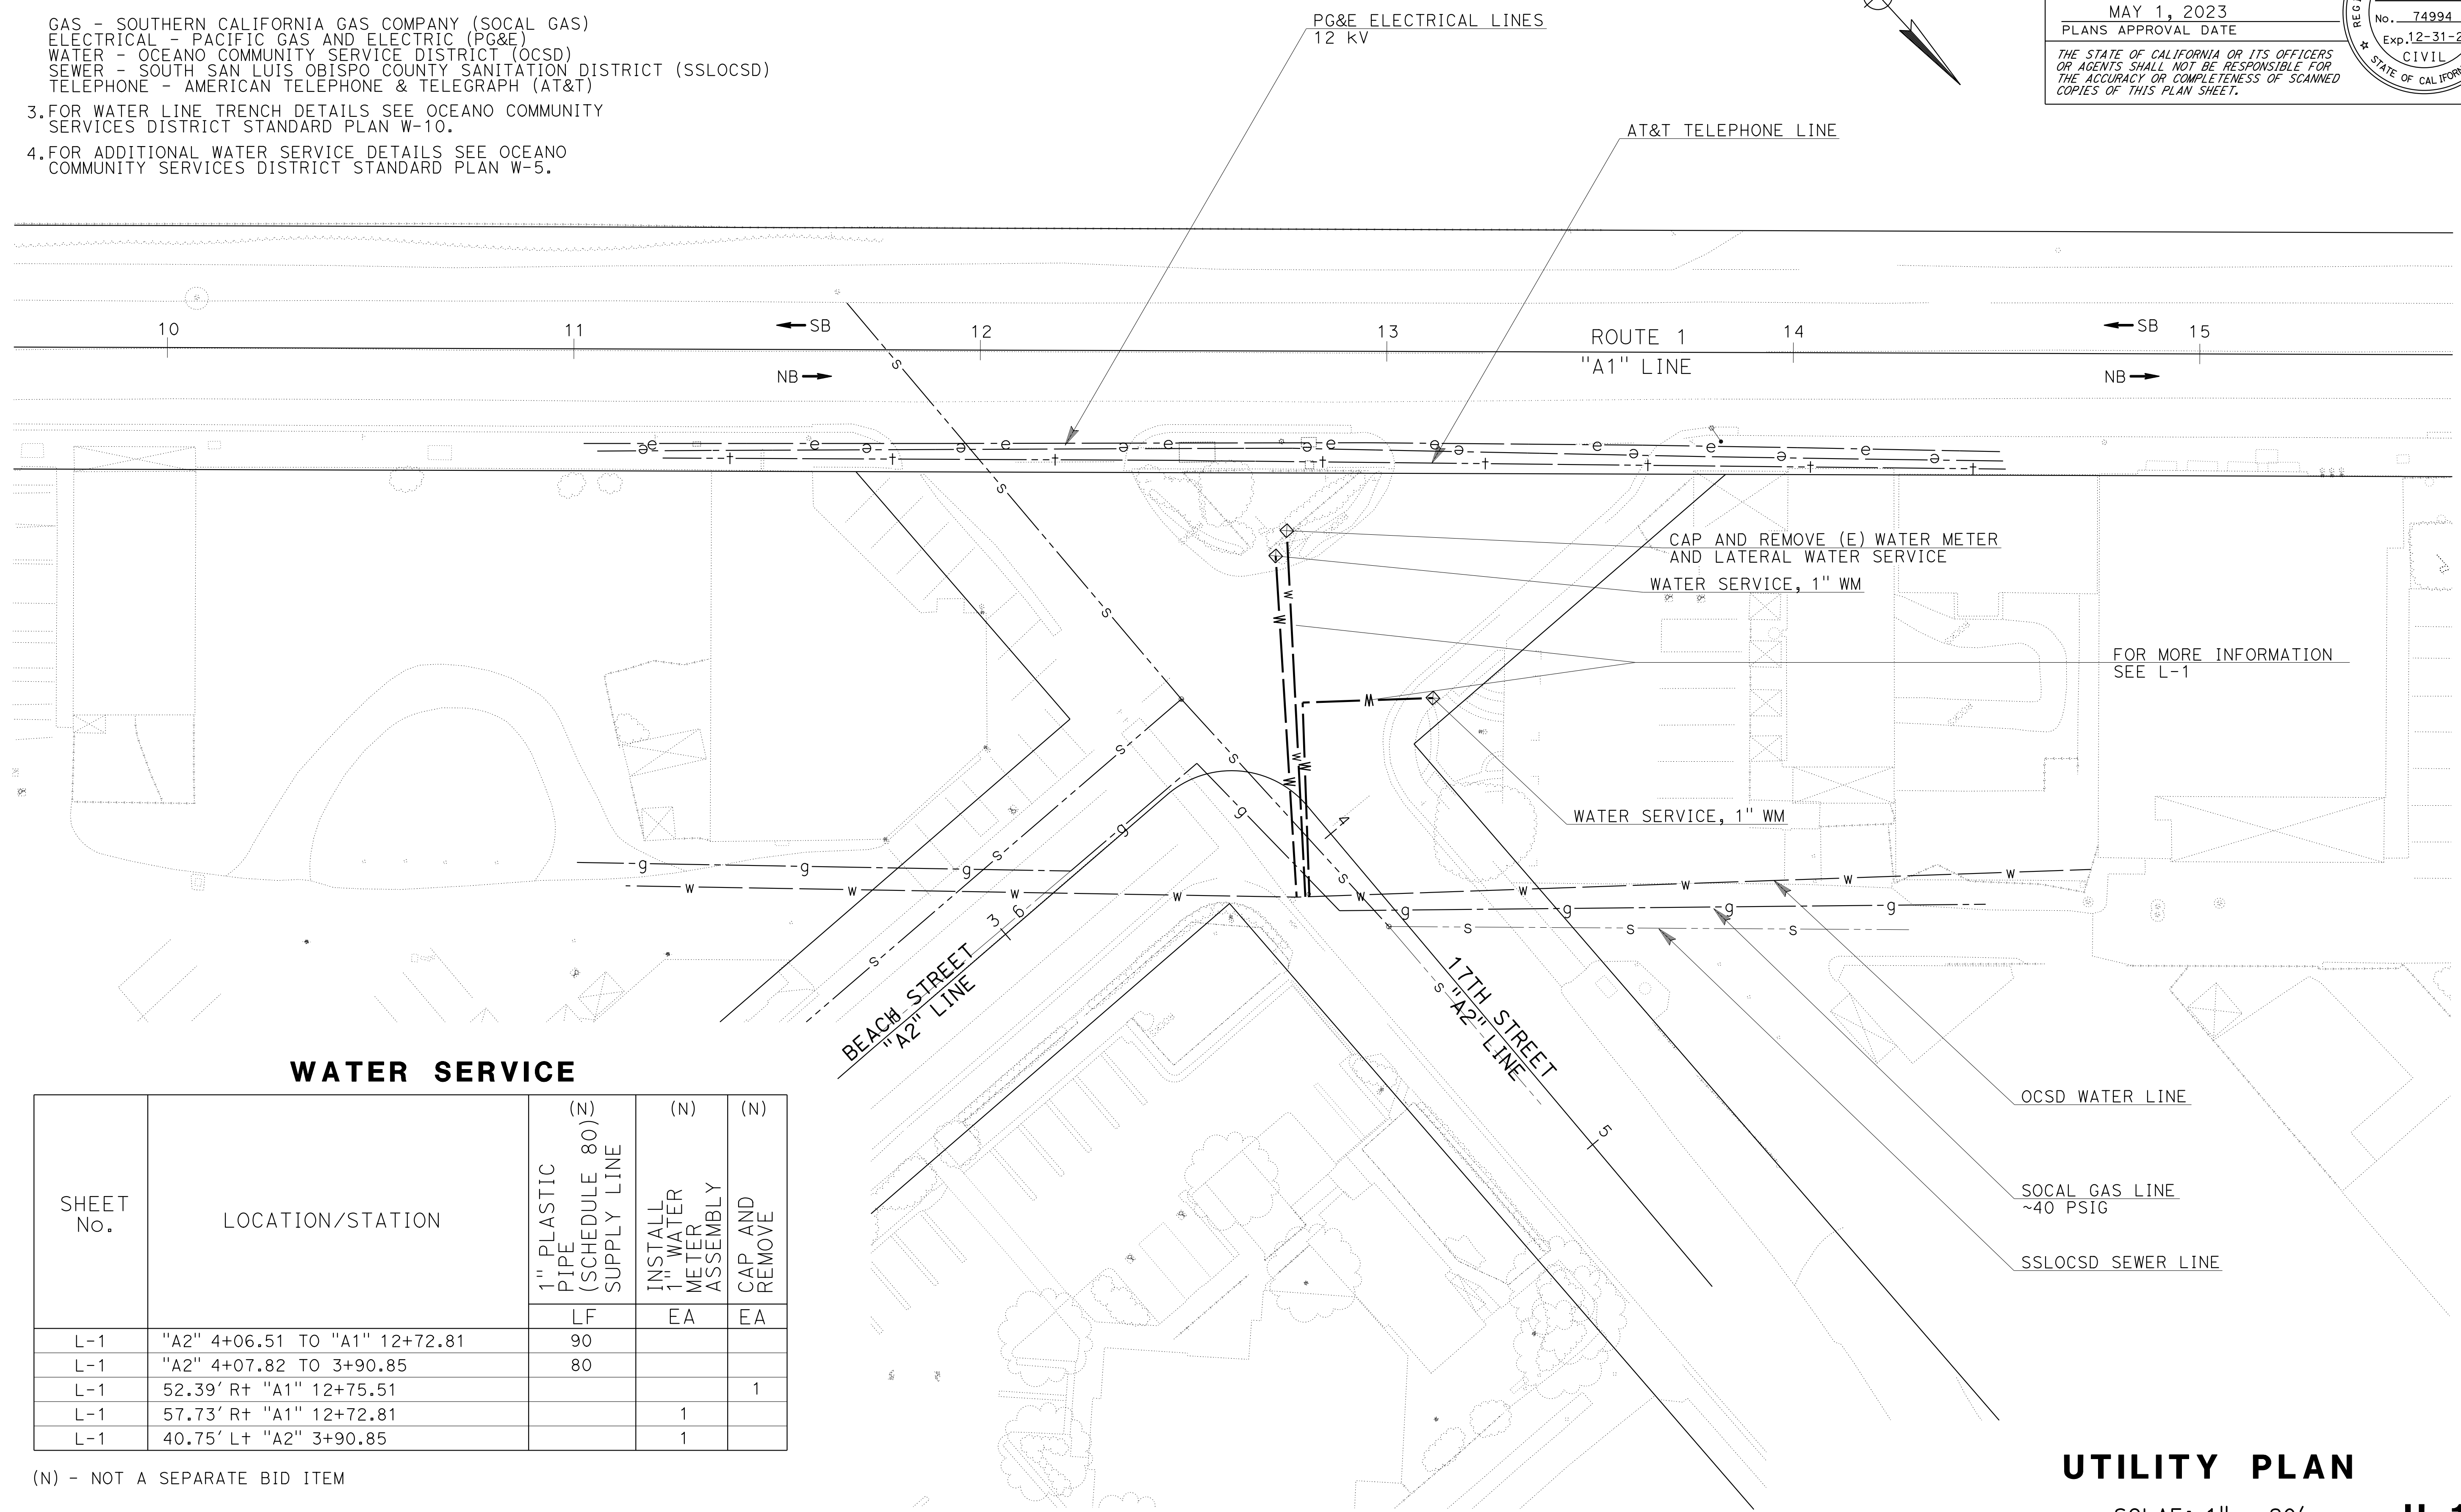 GAS - SOUTHERN CALIFORNIA GAS COMPANY (SOCAL GAS)
ELECTRICAL - PACIFIC GAS AND ELECTRIC (PG&E)
WATER - OCEANO COMMUNITY SERVICE DISTRICT (OCSD)
SEWER - SOUTH SAN LUIS OBISPO COUNTY SANITATION DISTRICT (SSLOCSD)
TELEPHONE - AMERICAN TELEPHONE & TELEGRAPH (AT&T)
3. FOR WATER LINE TRENCH DETAILS SEE OCEANO COMMUNITY
SERVICES DISTRICT STANDARD PLAN W-10.
4. FOR ADDITIONAL WATER SERVICE DETAILS SEE OCEANO
COMMUNITY SERVICES DISTRICT STANDARD PLAN W-5.
PG&E ELECTRICAL LINES
12 kV
AT&T TELEPHONE LINE
MAY 1, 2023
PLANS APPROVAL DATE
THE STATE OF CALIFORNIA OR ITS OFFICERS
OR AGENTS SHALL NOT BE RESPONSIBLE FOR
THE ACCURACY OR COMPLETENESS OF SCANNED
COPIES OF THIS PLAN SHEET.
No. 74994
Exp. 12-31-2
CIVIL
STATE OF CALIFOR
10
11
12
13
14
15
SB
NB
ROUTE 1
"A1" LINE
SB
NB
CAP AND REMOVE (E) WATER METER
AND LATERAL WATER SERVICE
WATER SERVICE, 1" WM
FOR MORE INFORMATION
SEE L-1
WATER SERVICE, 1" WM
4
3
6
5
BEACH STREET
"A2" LINE
17TH STREET
"A2" LINE
OCSD WATER LINE
SOCAL GAS LINE
~40 PSIG
SSLOCSD SEWER LINE
WATER SERVICE
SHEET No.
LOCATION/STATION
(N) 1" PLASTIC PIPE (SCHEDULE 80) SUPPLY LINE
(N) INSTALL 1" WATER METER ASSEMBLY
(N) CAP AND REMOVE
LF EA EA
L-1 "A2" 4+06.51 TO "A1" 12+72.81 90
L-1 "A2" 4+07.82 TO 3+90.85 80
L-1 52.39' Rt "A1" 12+75.51 1
L-1 57.73' Rt "A1" 12+72.81 1
L-1 40.75' Lt "A2" 3+90.85 1
(N) - NOT A SEPARATE BID ITEM
UTILITY PLAN